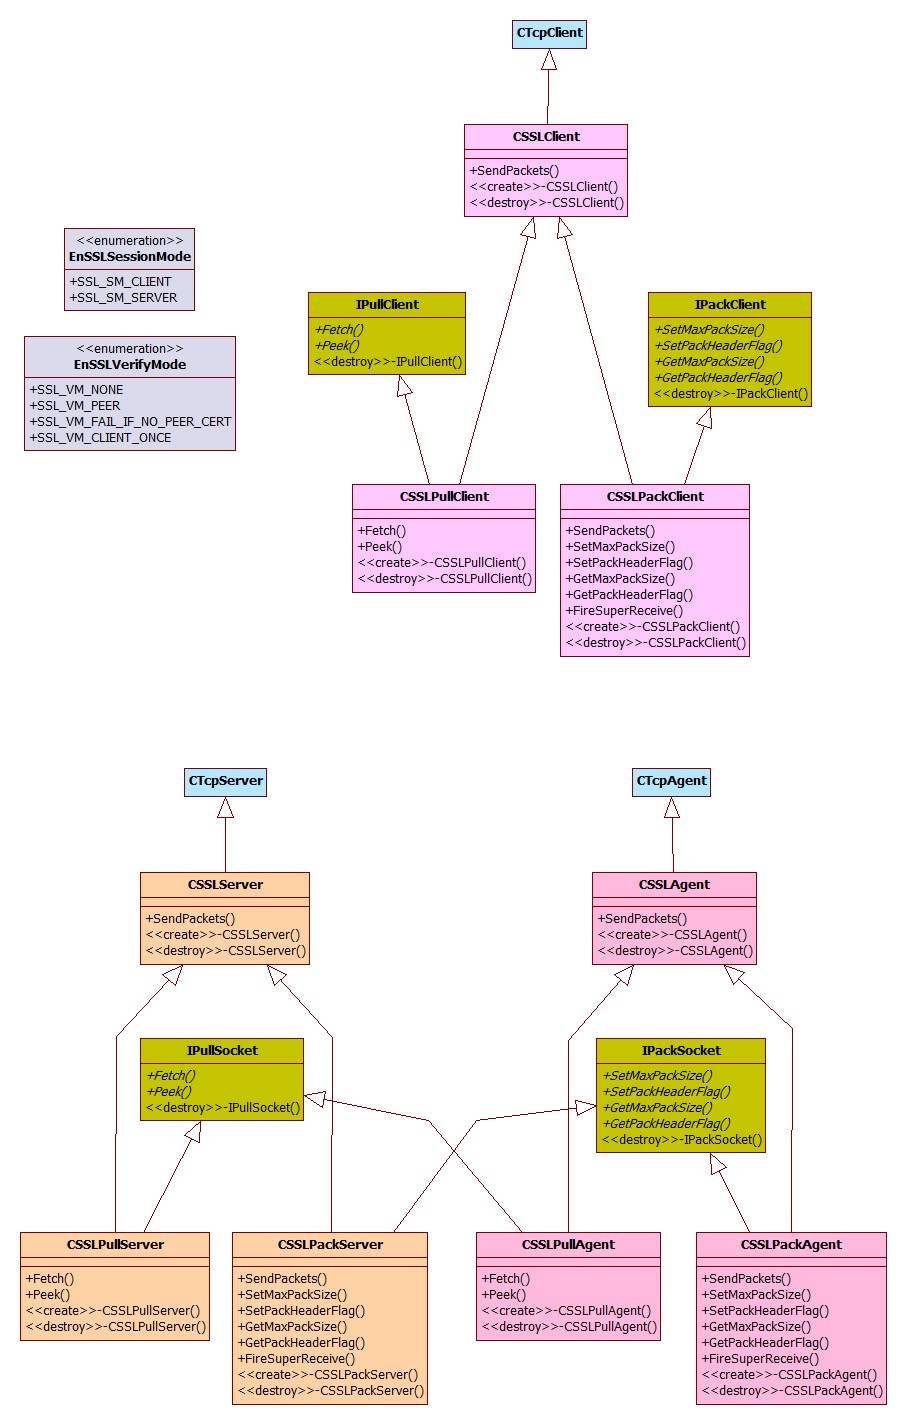 CTcpClient
CSSLClient
+SendPackets()
<<create>>-CSSLClient()
<<destroy>>-CSSLClient()
<<enumeration>>
EnSSLSessionMode
+SSL_SM_CLIENT
+SSL_SM_SERVER
<<enumeration>>
EnSSLVerifyMode
+SSL_VM_NONE
+SSL_VM_PEER
+SSL_VM_FAIL_IF_NO_PEER_CERT
+SSL_VM_CLIENT_ONCE
IPullClient
+Fetch()
+Peek()
<<destroy>>-IPullClient()
IPackClient
+SetMaxPackSize()
+SetPackHeaderFlag()
+GetMaxPackSize()
+GetPackHeaderFlag()
<<destroy>>-IPackClient()
CSSLPullClient
+Fetch()
+Peek()
<<create>>-CSSLPullClient()
<<destroy>>-CSSLPullClient()
CSSLPackClient
+SendPackets()
+SetMaxPackSize()
+SetPackHeaderFlag()
+GetMaxPackSize()
+GetPackHeaderFlag()
+FireSuperReceive()
<<create>>-CSSLPackClient()
<<destroy>>-CSSLPackClient()
CTcpServer
CTcpAgent
CSSLServer
+SendPackets()
<<create>>-CSSLServer()
<<destroy>>-CSSLServer()
CSSLAgent
+SendPackets()
<<create>>-CSSLAgent()
<<destroy>>-CSSLAgent()
IPullSocket
+Fetch()
+Peek()
<<destroy>>-IPullSocket()
IPackSocket
+SetMaxPackSize()
+SetPackHeaderFlag()
+GetMaxPackSize()
+GetPackHeaderFlag()
<<destroy>>-IPackSocket()
CSSLPullServer
+Fetch()
+Peek()
<<create>>-CSSLPullServer()
<<destroy>>-CSSLPullServer()
CSSLPackServer
+SendPackets()
+SetMaxPackSize()
+SetPackHeaderFlag()
+GetMaxPackSize()
+GetPackHeaderFlag()
+FireSuperReceive()
<<create>>-CSSLPackServer()
<<destroy>>-CSSLPackServer()
CSSLPullAgent
+Fetch()
+Peek()
<<create>>-CSSLPullAgent()
<<destroy>>-CSSLPullAgent()
CSSLPackAgent
+SendPackets()
+SetMaxPackSize()
+SetPackHeaderFlag()
+GetMaxPackSize()
+GetPackHeaderFlag()
+FireSuperReceive()
<<create>>-CSSLPackAgent()
<<destroy>>-CSSLPackAgent()